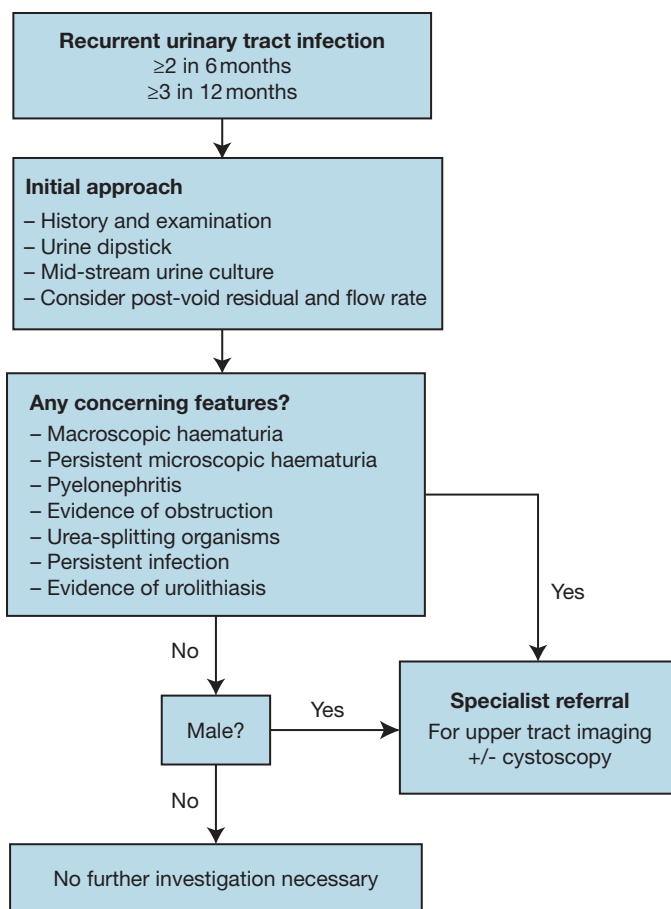 Recurrent urinary tract infection
≥2 in 6 months
≥3 in 12 months
Initial approach
– History and examination
– Urine dipstick
– Mid-stream urine culture
– Consider post-void residual and flow rate
Any concerning features?
– Macroscopic haematuria
– Persistent microscopic haematuria
– Pyelonephritis
– Evidence of obstruction
– Urea-splitting organisms
– Persistent infection
– Evidence of urolithiasis
Yes
No
Male?
Yes
Specialist referral
For upper tract imaging
+/- cystoscopy
No
No further investigation necessary